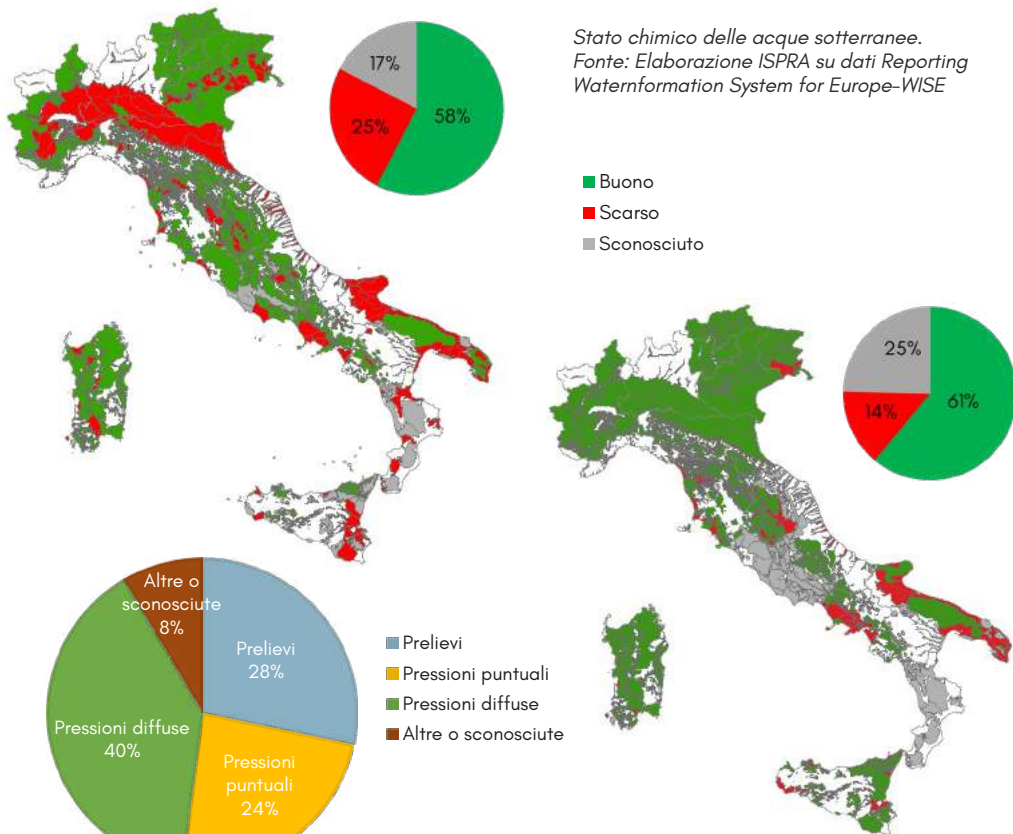 Stato chimico delle acque sotterranee.
Fonte: Elaborazione ISPRA su dati Reporting
Waternformation System for Europe-WISE
17%
25%
58%
Buono
Scarso
Sconosciuto
25%
14%
61%
Altre o
sconosciute
8%
Prelievi
28%
Pressioni diffuse
40%
Pressioni
puntuali
24%
Prelievi
Pressioni puntuali
Pressioni diffuse
Altre o sconosciute